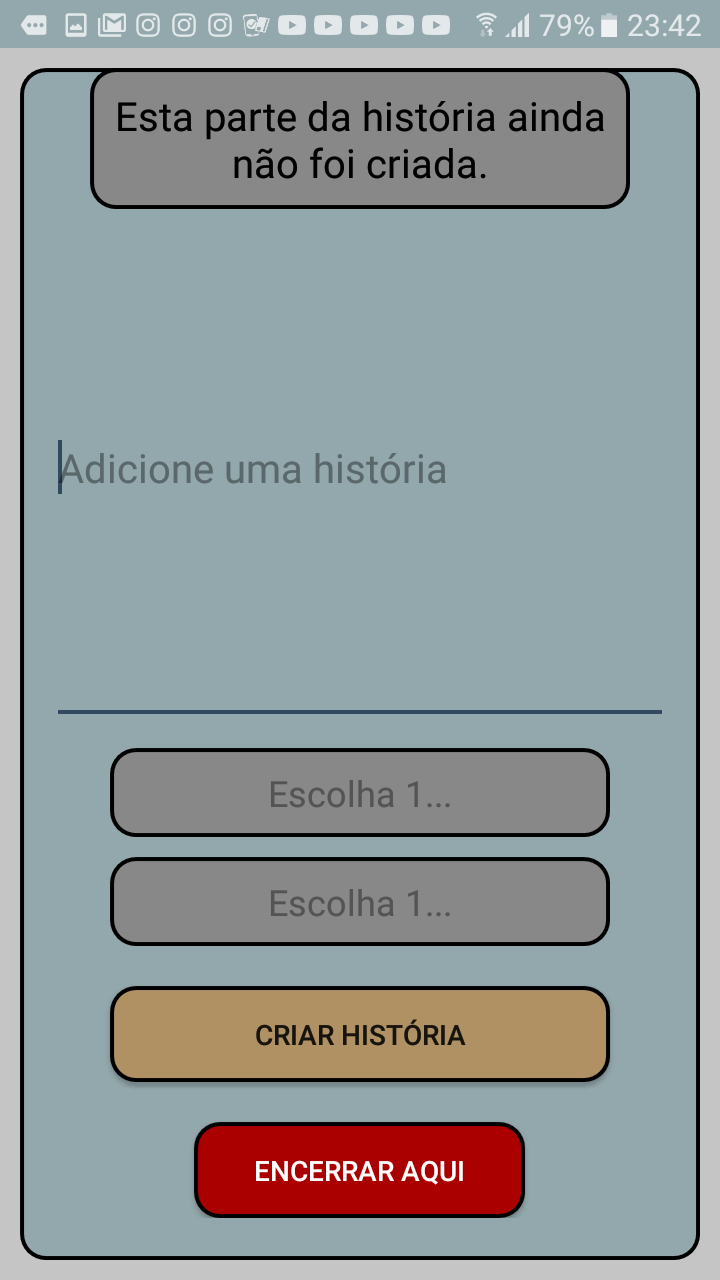 79% 23:42
Esta parte da história ainda
não foi criada.
Adicione uma história
Escolha 1...
Escolha 1...
CRIAR HISTÓRIA
ENCERRAR AQUI